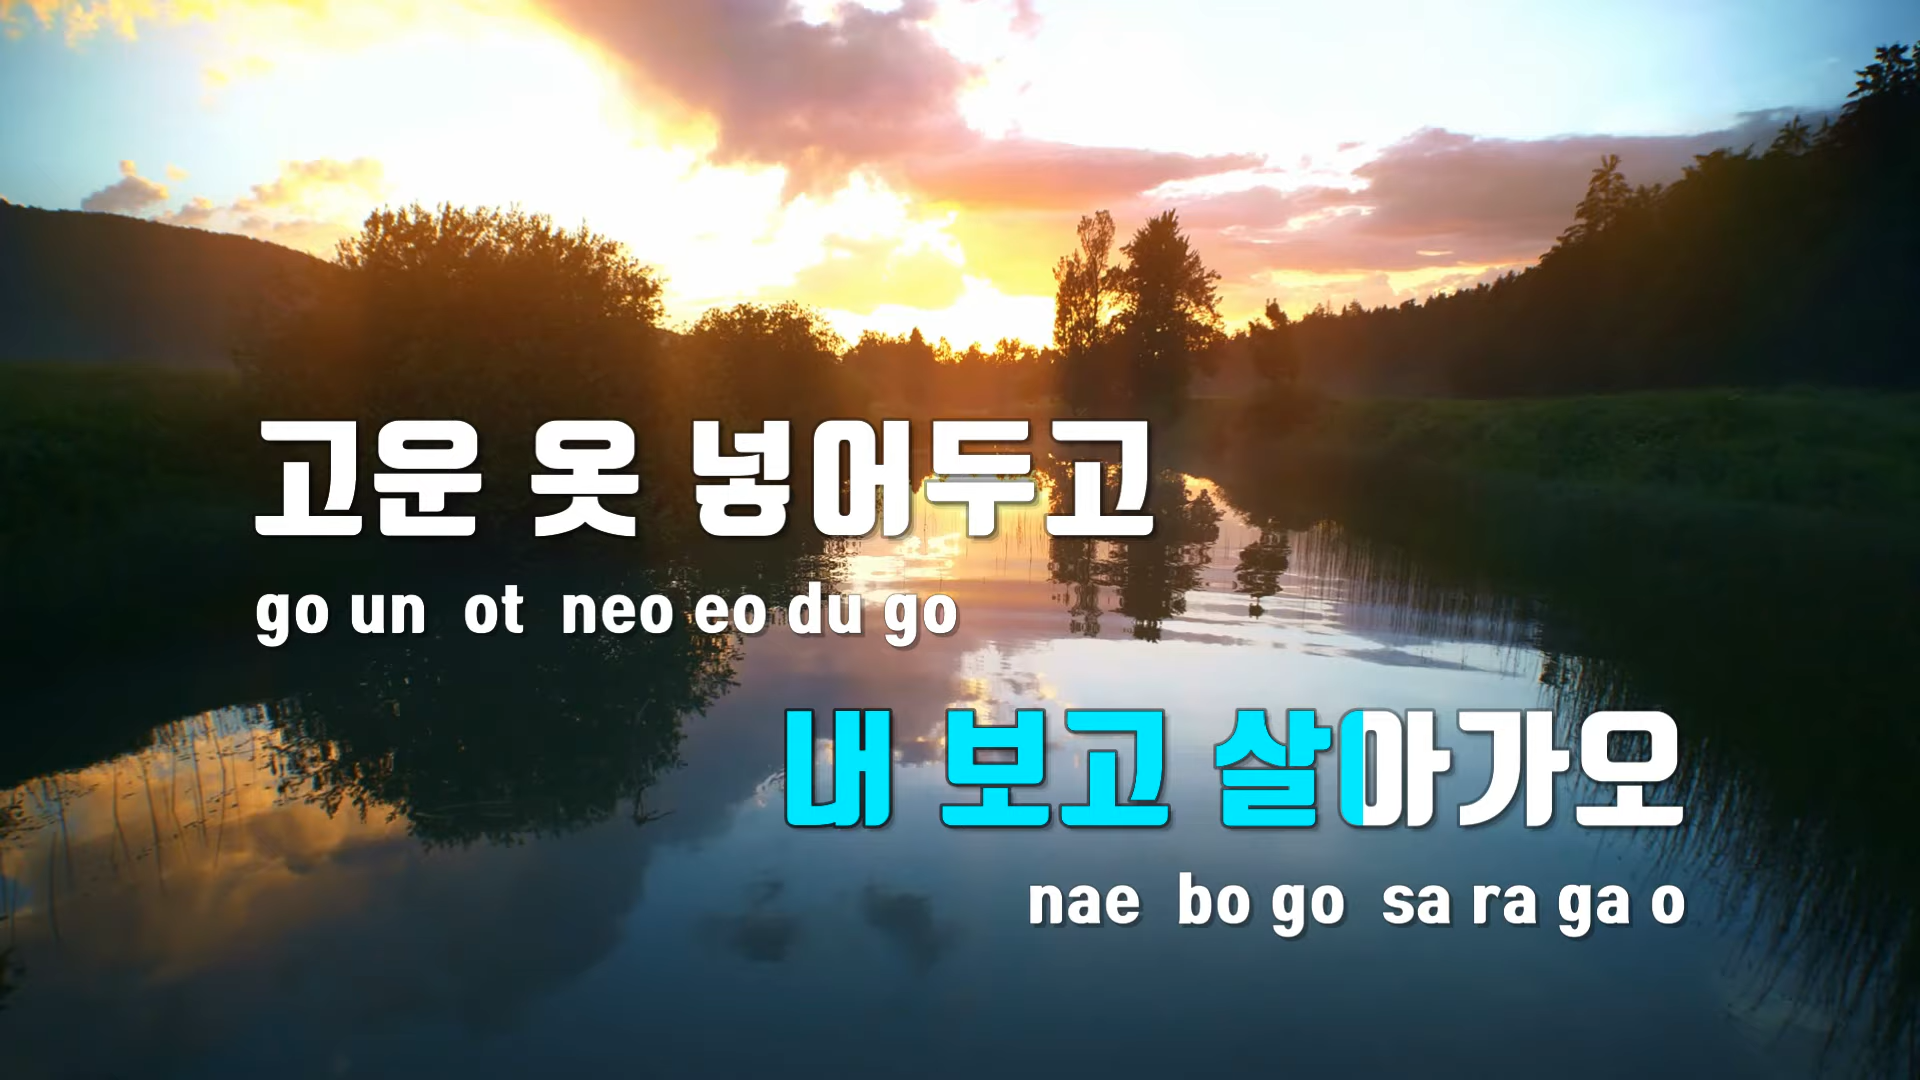 고운 옷 넣어두고
go un ot neo eo du go
내 보고 살아가오
nae bo go sa ra ga o